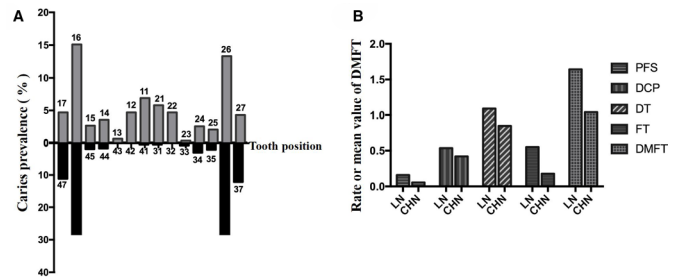 A
Caries prevalence ( % )
20
15
10
5
0
10
20
30
40
17 16 15 14 13 12 11 21 22 23 24 25 26 27
47 45 44 43 42 41 31 32 33 34 35 37
Tooth position
B
Rate or mean value of DMFT
2.0
1.5
1.0
0.5
0.0
LN CHN LN CHN LN CHN LN CHN LN CHN
PFS
DCP
DT
FT
DMFT